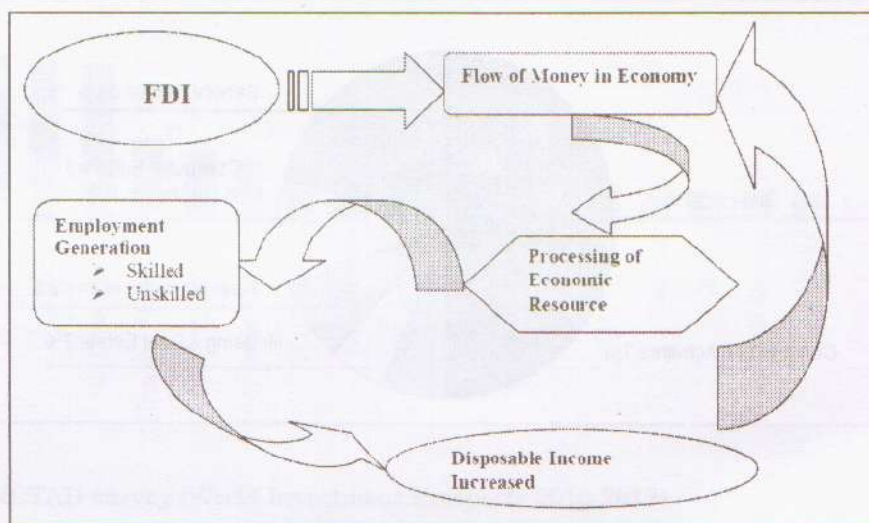 FDI
Flow of Money in Economy
Employment
Generation
➤ Skilled
➤ Unskilled
Processing of
Economic
Resource
Disposable Income
Increased